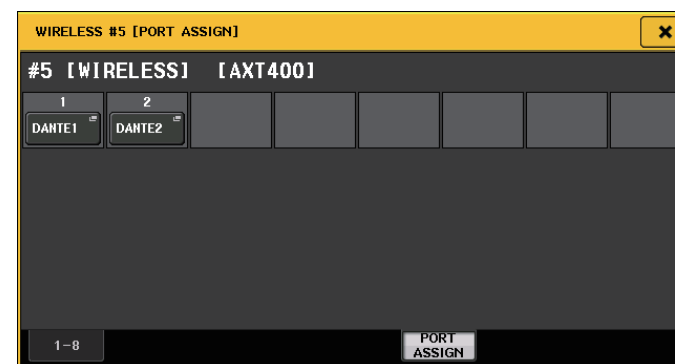 WIRELESS #5 [PORT ASSIGN]
#5 [WIRELESS] [AXT400]
1 2
DANTE1 DANTE2
1-8
PORT
ASSIGN